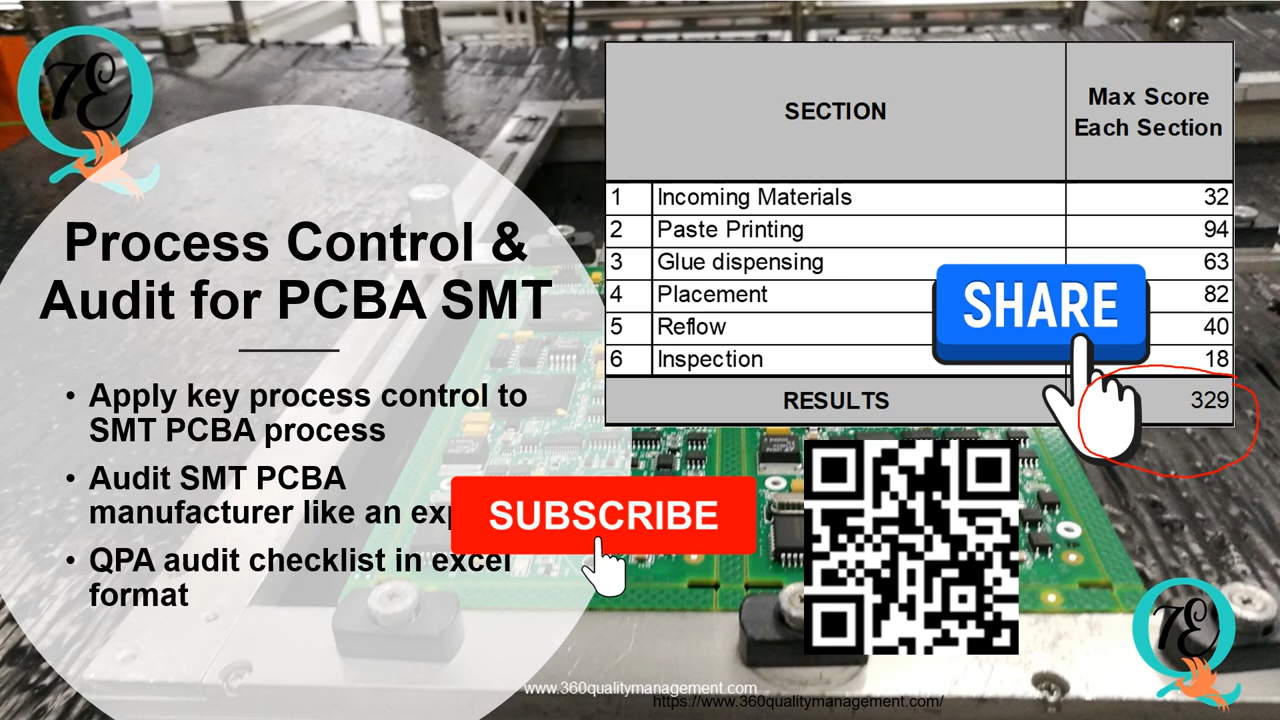 7E
Process Control &
Audit for PCBA SMT
• Apply key process control to
SMT PCBA process
• Audit SMT PCBA
manufacturer like an exp
• QPA audit checklist in excel
format
SECTION Max Score
Each Section
1 Incoming Materials 32
2 Paste Printing 94
3 Glue dispensing 63
4 Placement 82
5 Reflow 40
6 Inspection 18
RESULTS 329
SHARE
SUBSCRIBE
7E
www.360qualitymanagement.com
https://www.360qualitymanagement.com/